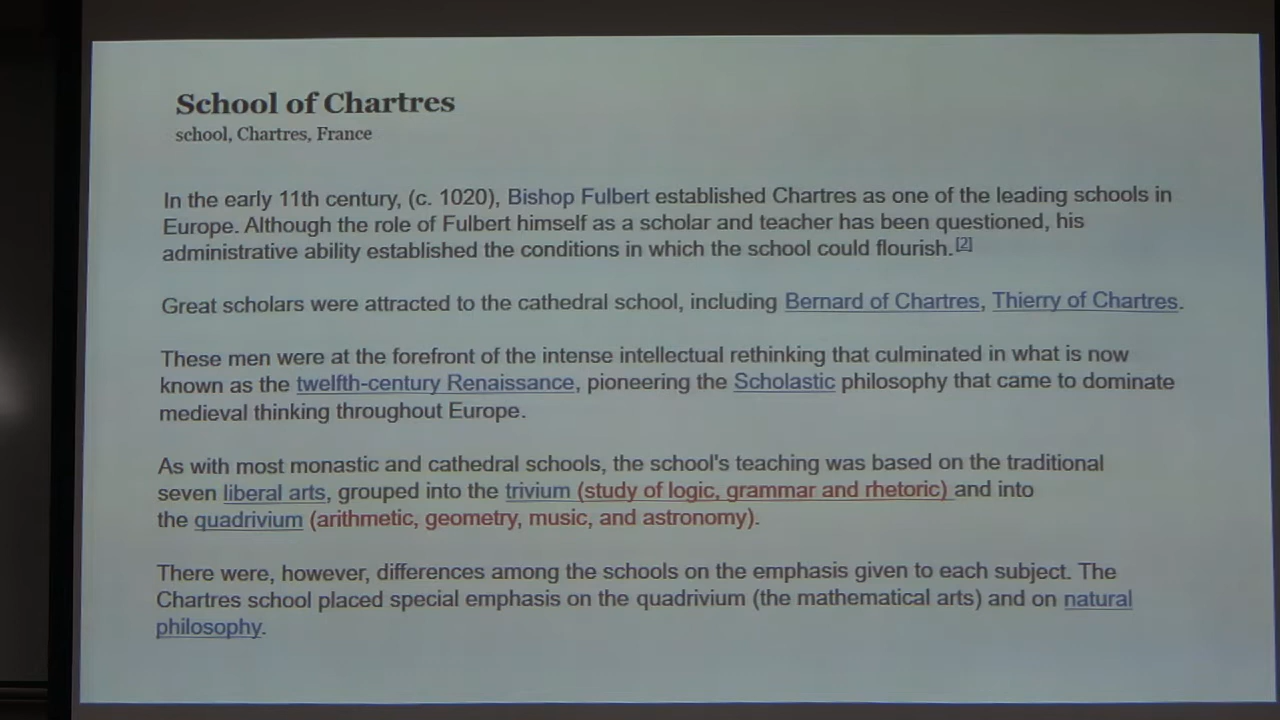 School of Chartres
school, Chartres, France
In the early 11th century, (c. 1020), Bishop Fulbert established Chartres as one of the leading schools in
Europe. Although the role of Fulbert himself as a scholar and teacher has been questioned, his
administrative ability established the conditions in which the school could flourish.[2]
Great scholars were attracted to the cathedral school, including Bernard of Chartres, Thierry of Chartres.
These men were at the forefront of the intense intellectual rethinking that culminated in what is now
known as the twelfth-century Renaissance, pioneering the Scholastic philosophy that came to dominate
medieval thinking throughout Europe.
As with most monastic and cathedral schools, the school's teaching was based on the traditional
seven liberal arts, grouped into the trivium (study of logic, grammar and rhetoric) and into
the quadrivium (arithmetic, geometry, music, and astronomy).
There were, however, differences among the schools on the emphasis given to each subject. The
Chartres school placed special emphasis on the quadrivium (the mathematical arts) and on natural
philosophy.